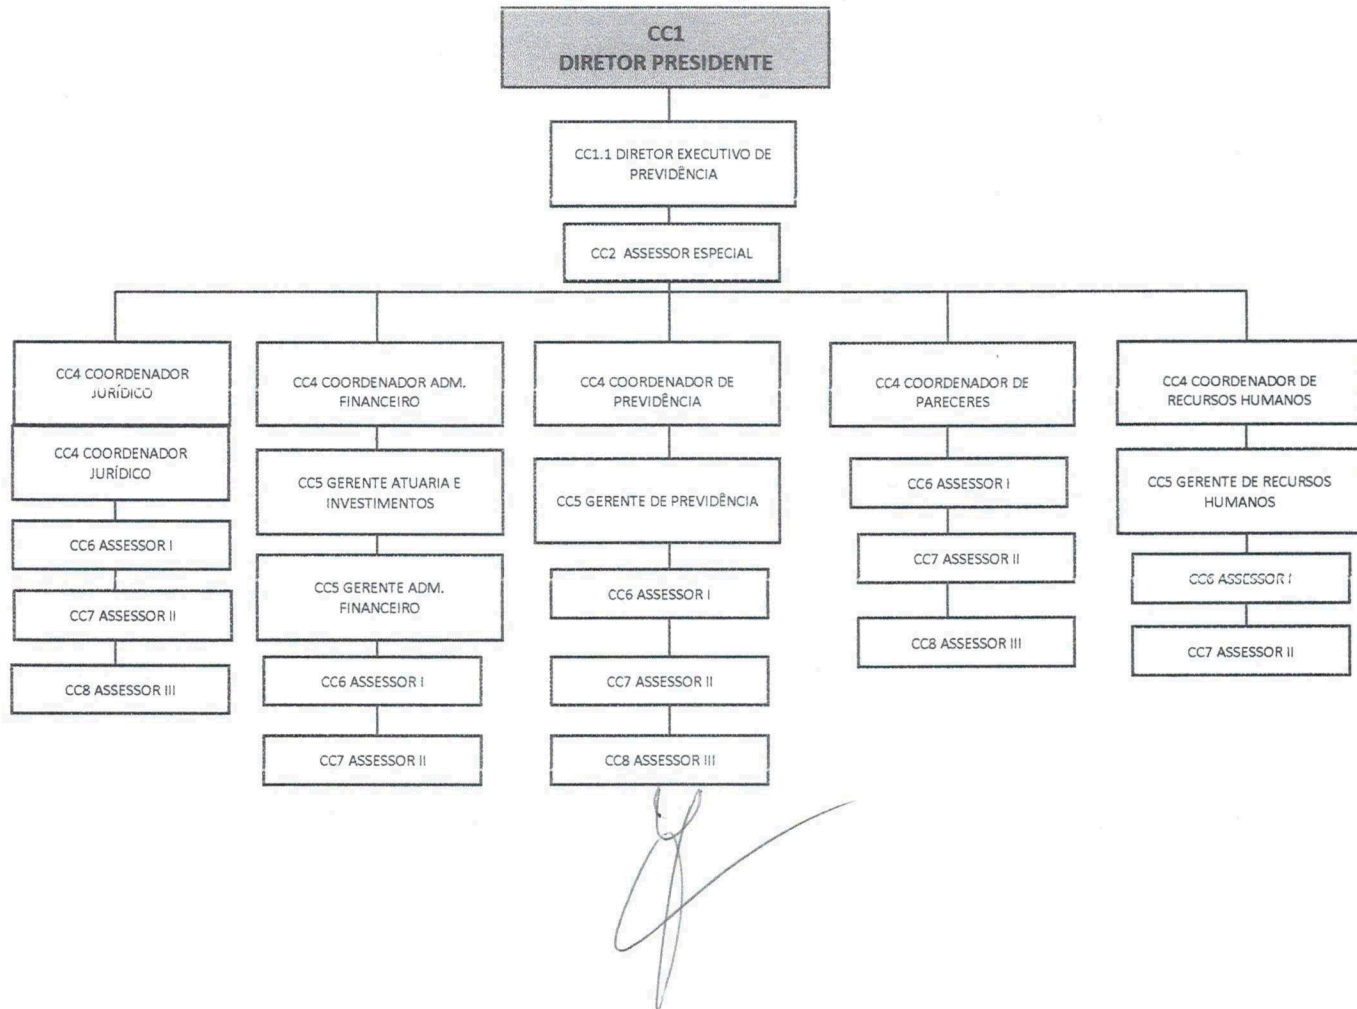 CC1
DIRETOR PRESIDENTE
CC1.1 DIRETOR EXECUTIVO DE
PREVIDÊNCIA
CC2 ASSESSOR ESPECIAL
CC4 COORDENADOR
JURÍDICO
CC4 COORDENADOR
JURÍDICO
CC6 ASSESSOR I
CC7 ASSESSOR II
CC8 ASSESSOR III
CC4 COORDENADOR ADM.
FINANCEIRO
CC5 GERENTE ATUARIA E
INVESTIMENTOS
CC5 GERENTE ADM.
FINANCEIRO
CC6 ASSESSOR I
CC7 ASSESSOR II
CC4 COORDENADOR DE
PREVIDÊNCIA
CC5 GERENTE DE PREVIDÊNCIA
CC6 ASSESSOR I
CC7 ASSESSOR II
CC8 ASSESSOR III
CC4 COORDENADOR DE
PARECERES
CC6 ASSESSOR I
CC7 ASSESSOR II
CC8 ASSESSOR III
CC4 COORDENADOR DE
RECURSOS HUMANOS
CC5 GERENTE DE RECURSOS
HUMANOS
CC6 ASSESSOR I
CC7 ASSESSOR II